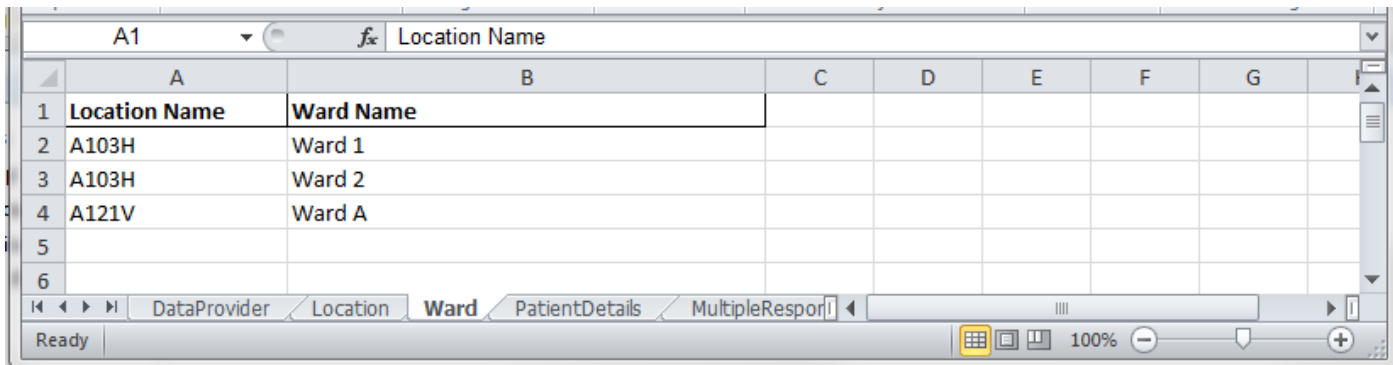 A1 fx Location Name
A B C D E F G
1 Location Name Ward Name
2 A103H Ward 1
3 A103H Ward 2
4 A121V Ward A
5
6
DataProvider Location Ward PatientDetails
Ready 100%